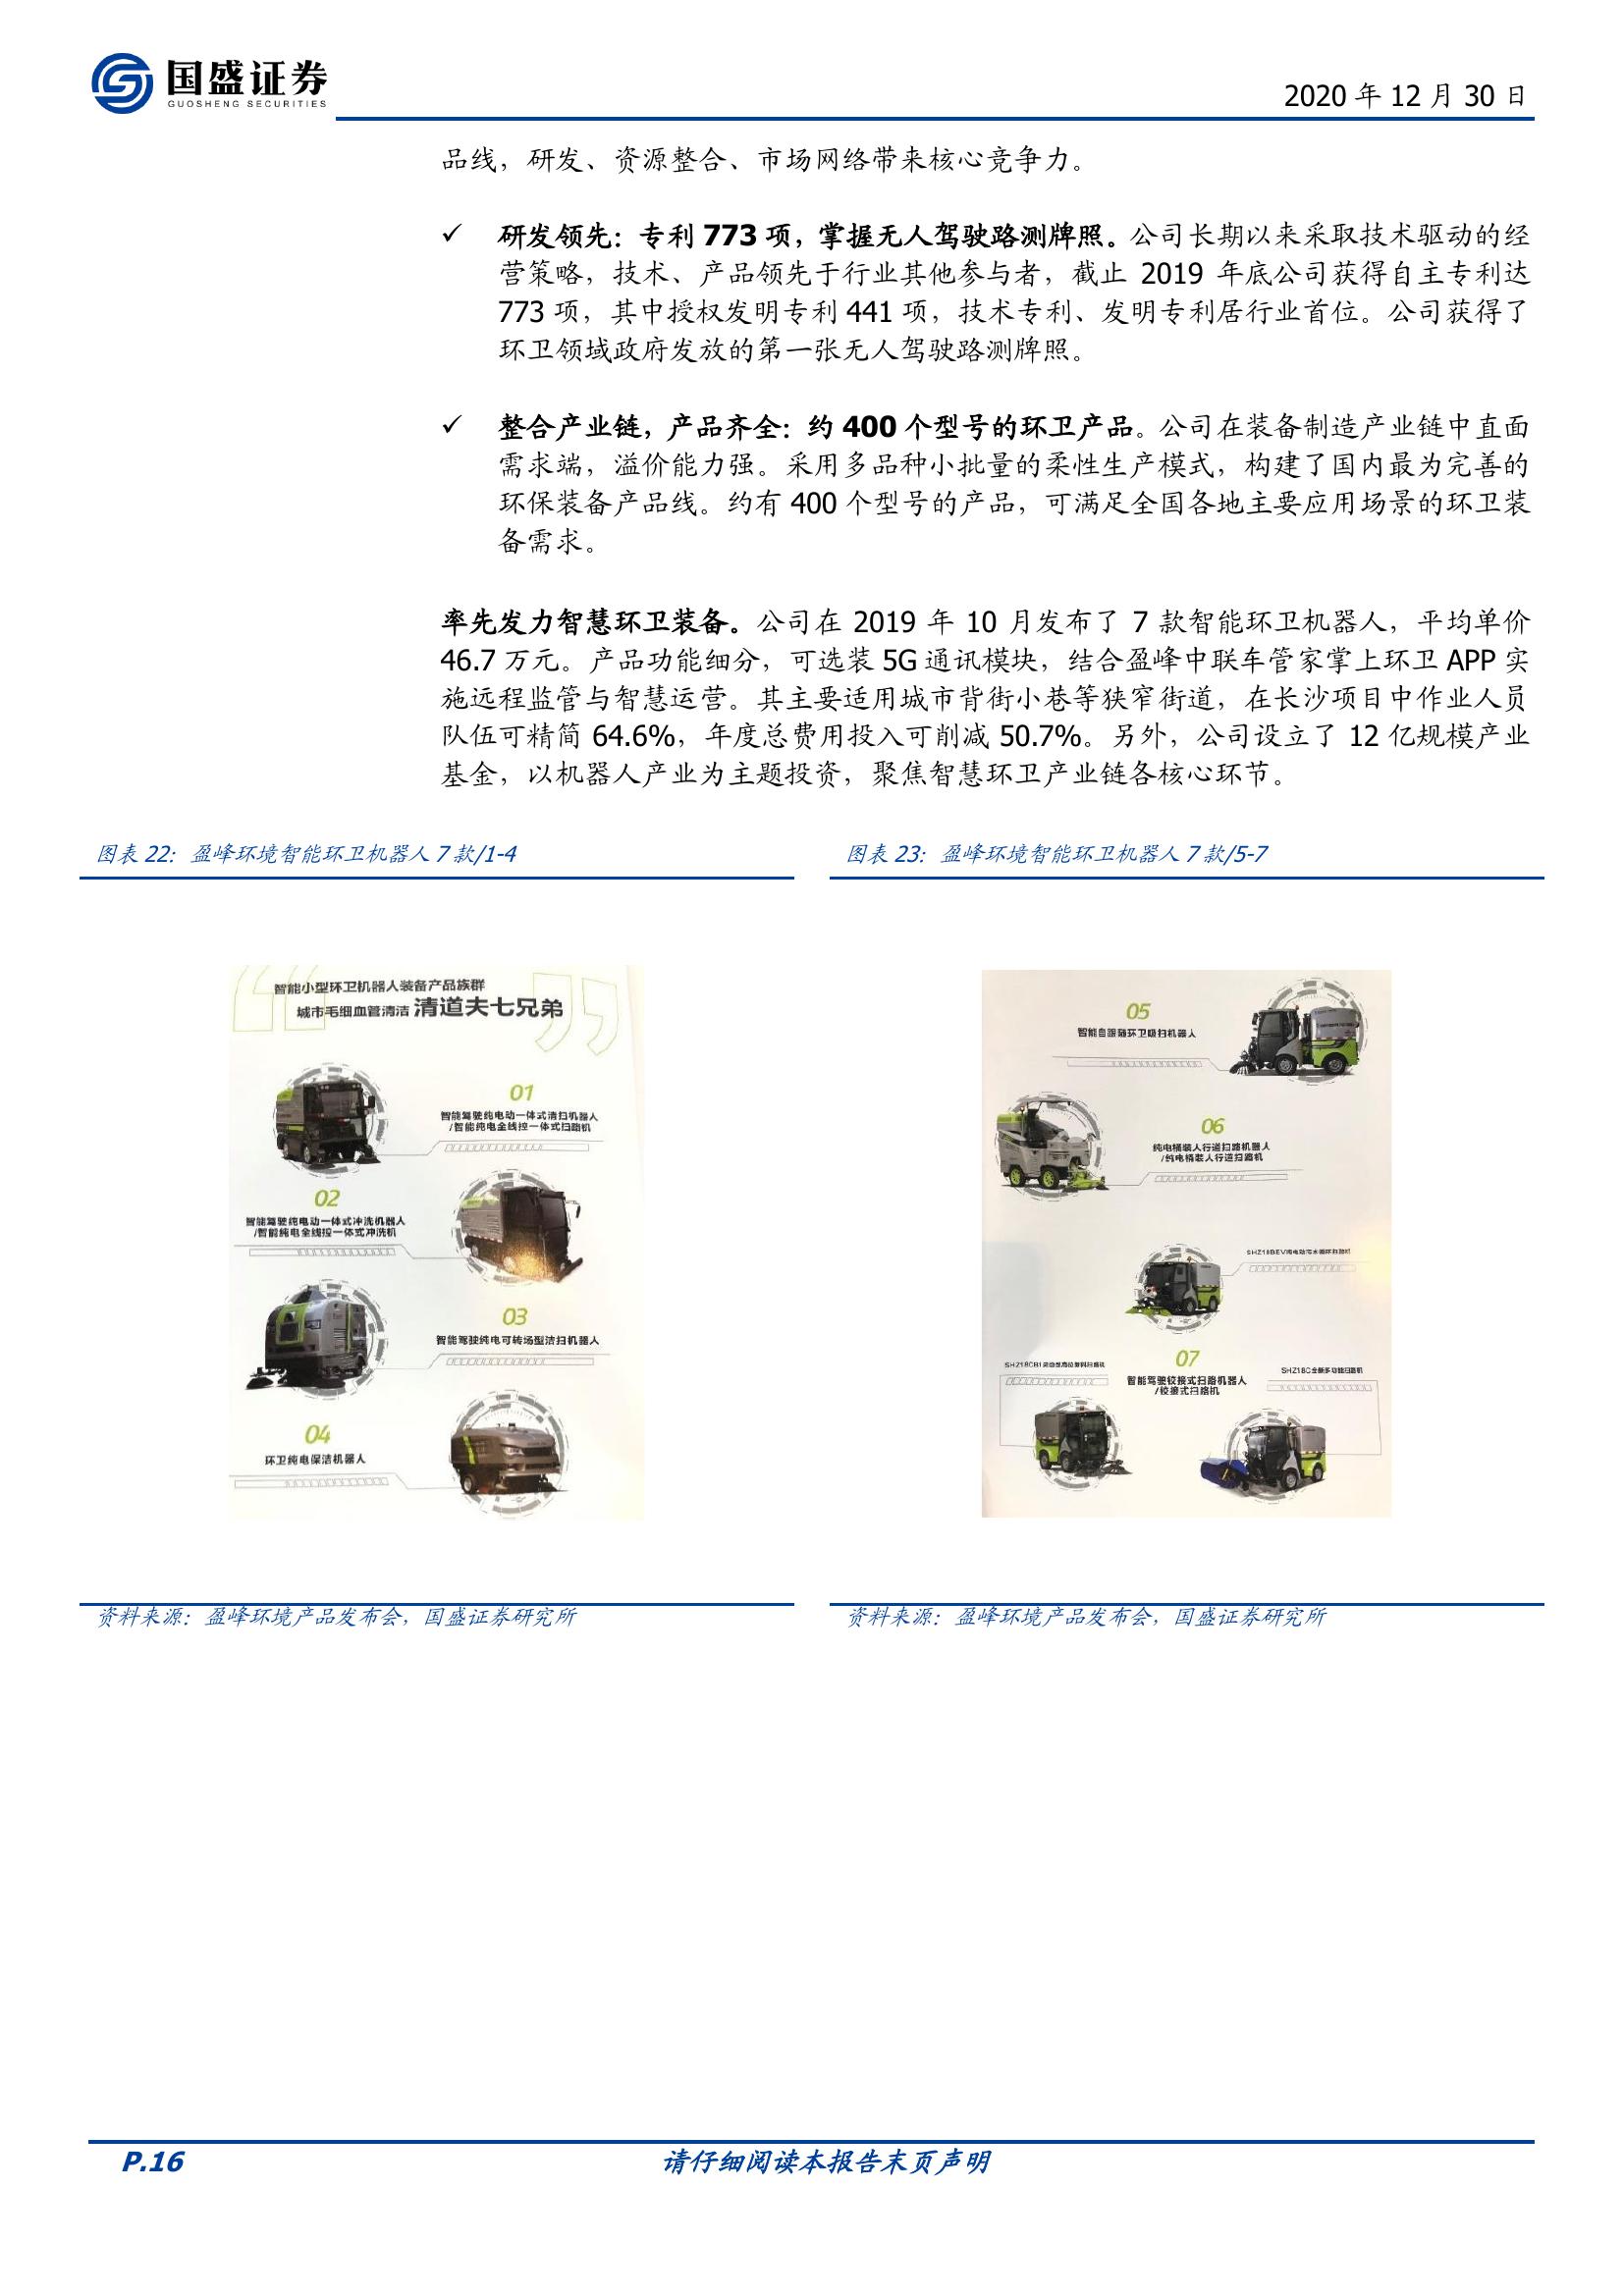 国盛证券
GUOSHENG SECURITIES
2020 年 12 月 30 日
品线，研发、资源整合、市场网络带来核心竞争力。
✓ 研发领先：专利 773 项，掌握无人驾驶路测牌照。公司长期以来采取技术驱动的经
营策略，技术、产品领先于行业其他参与者，截止 2019 年底公司获得自主专利达
773 项，其中授权发明专利 441 项，技术专利、发明专利居行业首位。公司获得了
环卫领域政府发放的第一张无人驾驶路测牌照。
✓ 整合产业链，产品齐全：约 400 个型号的环卫产品。公司在装备制造产业链中直面
需求端，溢价能力强。采用多品种小批量的柔性生产模式，构建了国内最为完善的
环保装备产品线。约有 400 个型号的产品，可满足全国各地主要应用场景的环卫装
备需求。
率先发力智慧环卫装备。公司在 2019 年 10 月发布了 7 款智能环卫机器人，平均单价
46.7 万元。产品功能细分，可选装 5G 通讯模块，结合盈峰中联车管家掌上环卫 APP 实
施远程监管与智慧运营。其主要适用城市背街小巷等狭窄街道，在长沙项目中作业人员
队伍可精简 64.6%，年度总费用投入可削减 50.7%。另外，公司设立了 12 亿规模产业
基金，以机器人产业为主题投资，聚焦智慧环卫产业链各核心环节。
图表 22：盈峰环境智能环卫机器人 7 款/1-4
智能小型环卫机器人装备产品族群
城市毛细血管清洁 清道夫七兄弟
01
智能驾驶纯电动一体式清扫机器人
/智能纯电全线控一体式扫路机
02
智能驾驶纯电动一体式冲洗机器人
/智能纯电全线控一体式冲洗机
03
智能驾驶纯电可转场型洁扫机器人
04
环卫纯电保洁机器人
资料来源：盈峰环境产品发布会，国盛证券研究所
图表 23：盈峰环境智能环卫机器人 7 款/5-7
05
智能自跟随环卫吸扫机器人
06
纯电桶装人行道扫路机器人
/纯电桶装人行道扫路机
07
智能驾驶铰接式扫路机器人
/铰接式扫路机
SHZ18C全新多功能扫路机
资料来源：盈峰环境产品发布会，国盛证券研究所
P.16
请仔细阅读本报告末页声明